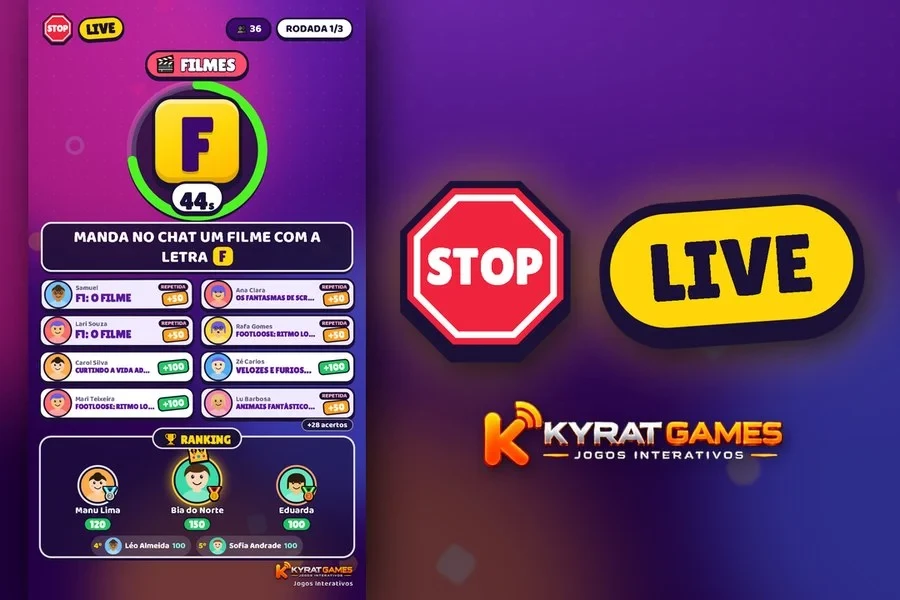 STOP LIVE
36
RODADA 1/3
FILMES
F
44s
MANDA NO CHAT UM FILME COM A
LETRA F
Samuel
REPETIDA
F1: O FILME
+50
Ana Clara
REPETIDA
OS FANTASMAS DE SCR...
+50
Lari Souza
REPETIDA
F1: O FILME
+50
Rafa Gomes
REPETIDA
FOOTLOOSE: RITMO LO...
+50
Carol Silva
CURTINDO A VIDA AD...
+100
Zé Carlos
VELOZES E FURIOS...
+100
Mari Teixeira
FOOTLOOSE: RITMO LO...
+100
Lu Barbosa
REPETIDA
ANIMAIS FANTÁSTICO...
+50
+28 acertos
RANKING
Manu Lima
120
Bia do Norte
150
Eduarda
100
4º Léo Almeida 100
5º Sofia Andrade 100
KYRAT GAMES
JOGOS INTERATIVOS
Jogos Interativos
STOP
LIVE
KYRAT GAMES
JOGOS INTERATIVOS